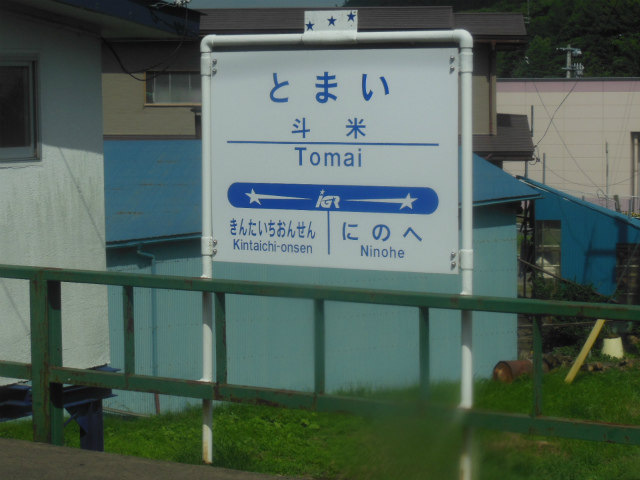 とまい
斗米
Tomai
IGR
きんたいちおんせん にのへ
Kintaichi-onsen Ninohe